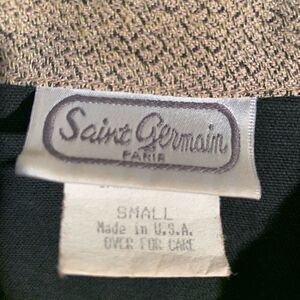 Saint Germain
PARIS
SMALL
Made in U.S.A.
OVER FOR CARE